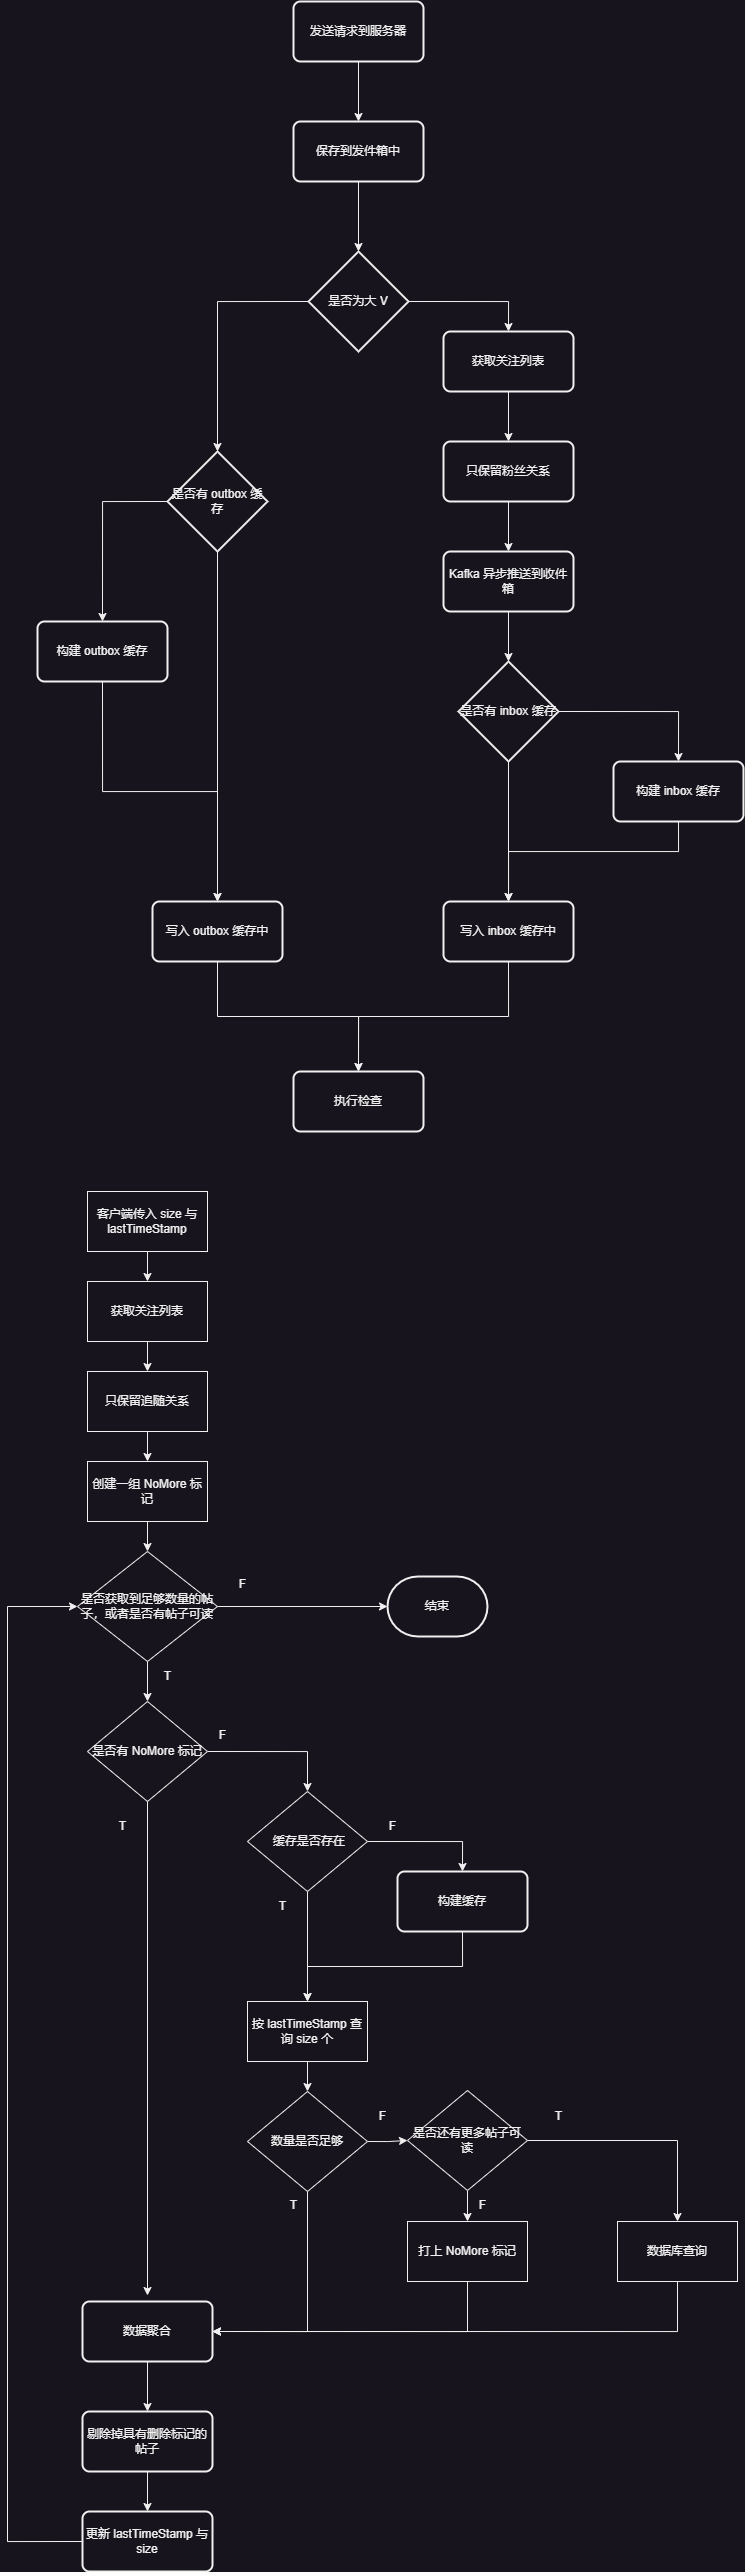 发送请求到服务器
保存到发件箱中
是否为大 V
获取关注列表
只保留粉丝关系
是否有 outbox 缓
存
Kafka 异步推送到收件
箱
构建 outbox 缓存
是否有 inbox 缓存
构建 inbox 缓存
写入 outbox 缓存中
写入 inbox 缓存中
执行检查
客户端传入 size 与
lastTimeStamp
获取关注列表
只保留追随关系
创建一组 NoMore 标
记
是否获取到足够数量的帖
子，或者是否有帖子可读
F
结束
T
是否有 NoMore 标记
F
T
缓存是否存在
F
构建缓存
T
按 lastTimeStamp 查
询 size 个
数量是否足够
F
是否还有更多帖子可
读
T
T
F
打上 NoMore 标记
数据库查询
数据聚合
剔除掉具有删除标记的
帖子
更新 lastTimeStamp 与
size